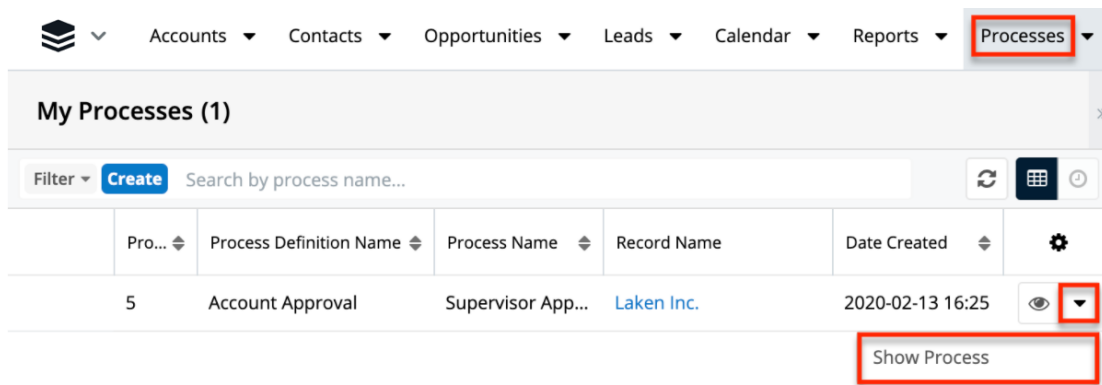 Accounts Contacts Opportunities Leads Calendar Reports Processes
My Processes (1)
Filter Create Search by process name...
Pro... Process Definition Name Process Name Record Name Date Created
5 Account Approval Supervisor App... Laken Inc. 2020-02-13 16:25
Show Process